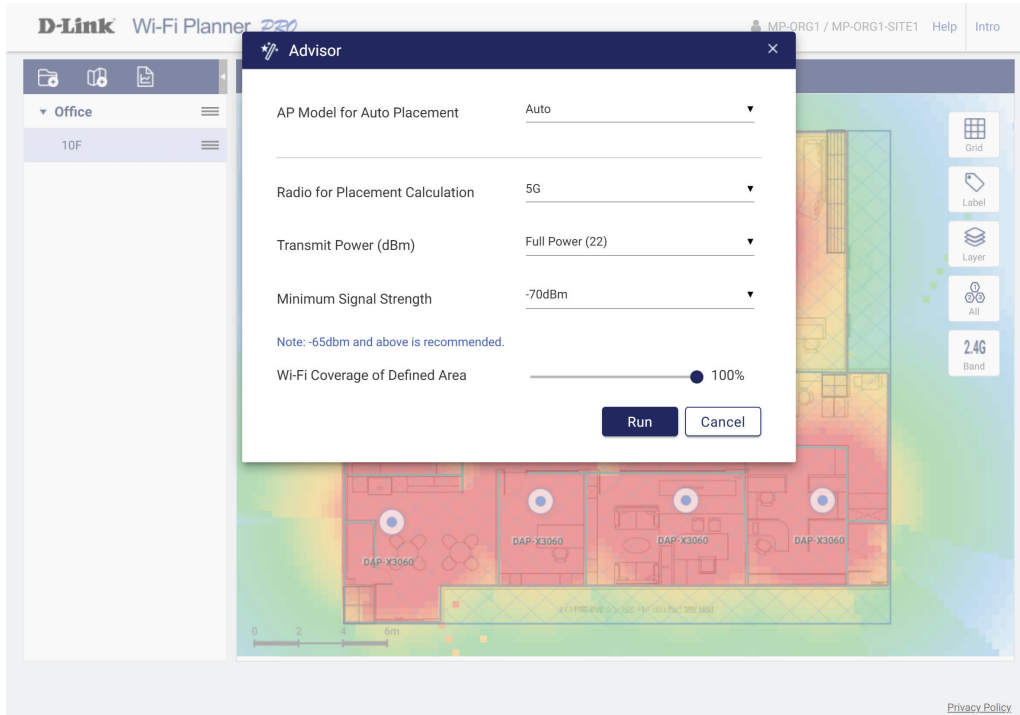 D-Link Wi-Fi Planner PRO
MP-ORG1 / MP-ORG1-SITE1 Help Intro
Advisor
Office
10F
AP Model for Auto Placement Auto
Radio for Placement Calculation 5G
Transmit Power (dBm) Full Power (22)
Minimum Signal Strength -70dBm
Note: -65dbm and above is recommended.
Wi-Fi Coverage of Defined Area 100%
Run Cancel
Grid
Label
Layer
All
2.4G
Band
DAP-X3060
DAP-X3060
DAP-X3060
DAP-X3060
0 2 4 6m
Privacy Policy